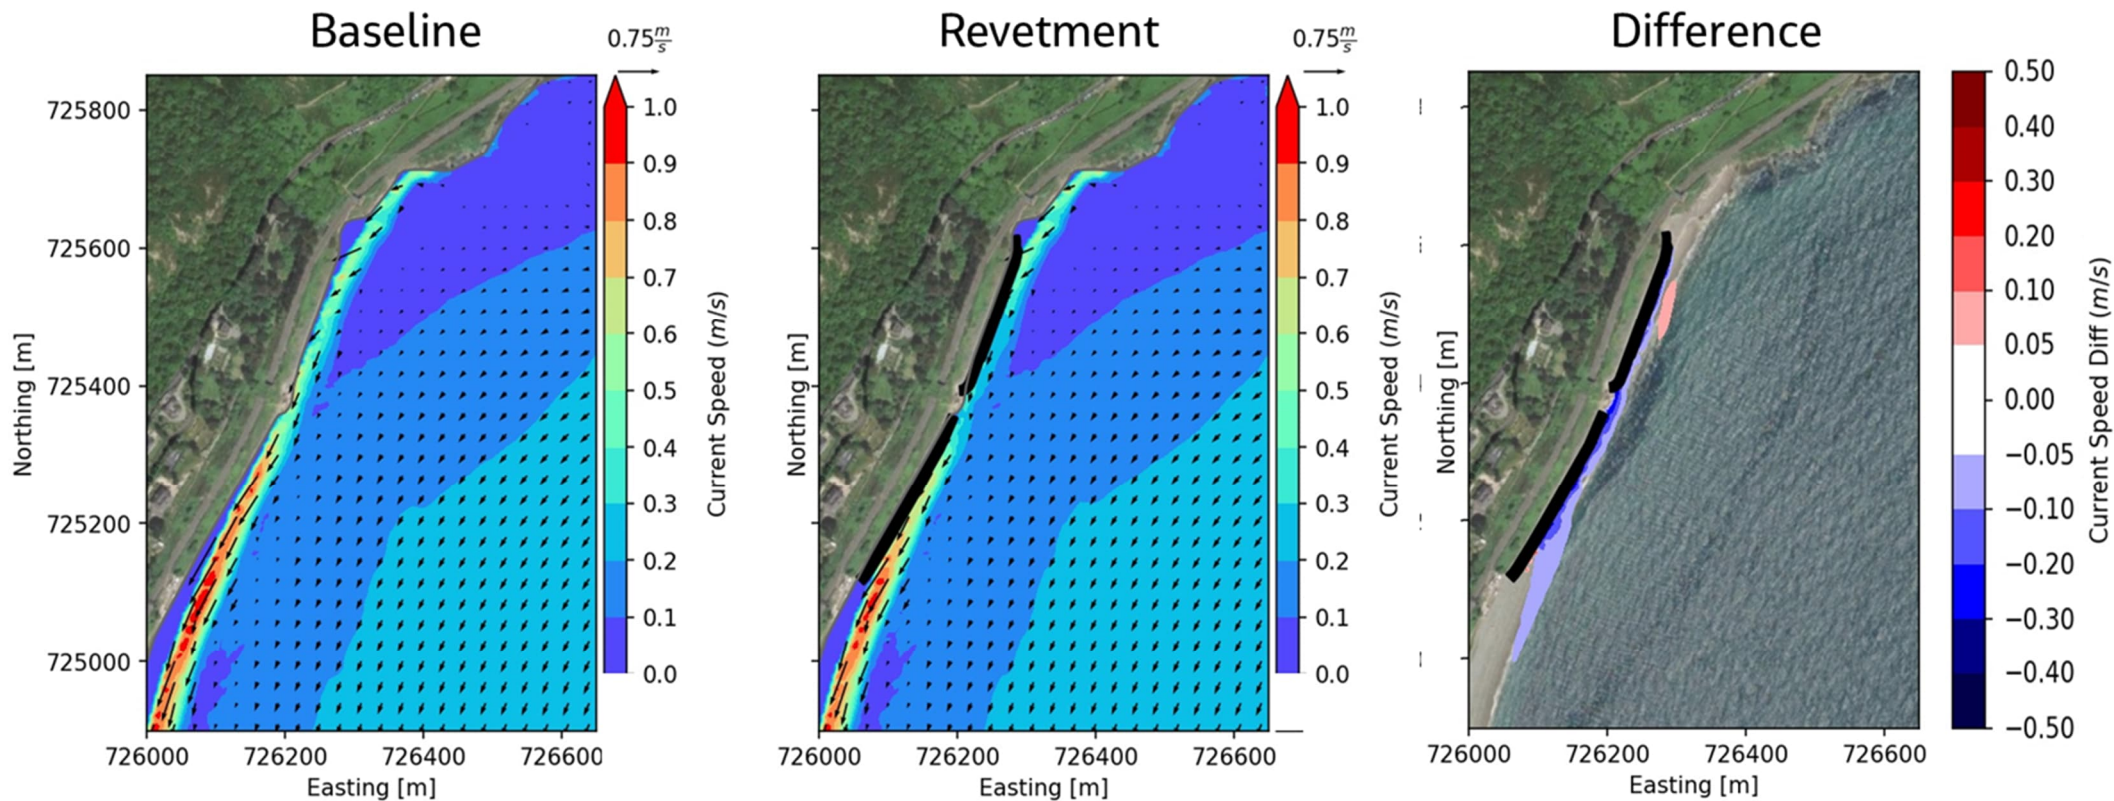 Baseline
0.75 m/s
725800
725600
725400
725200
725000
Northing [m]
726000 726200 726400 726600
Easting [m]
1.0
0.9
0.8
0.7
0.6
0.5
0.4
0.3
0.2
0.1
0.0
Current Speed (m/s)
Revetment
0.75 m/s
Northing [m]
726000 726200 726400 726600
Easting [m]
1.0
0.9
0.8
0.7
0.6
0.5
0.4
0.3
0.2
0.1
0.0
Current Speed (m/s)
Difference
Northing [m]
726000 726200 726400 726600
Easting [m]
0.50
0.40
0.30
0.20
0.10
0.05
0.00
−0.05
−0.10
−0.20
−0.30
−0.40
−0.50
Current Speed Diff (m/s)